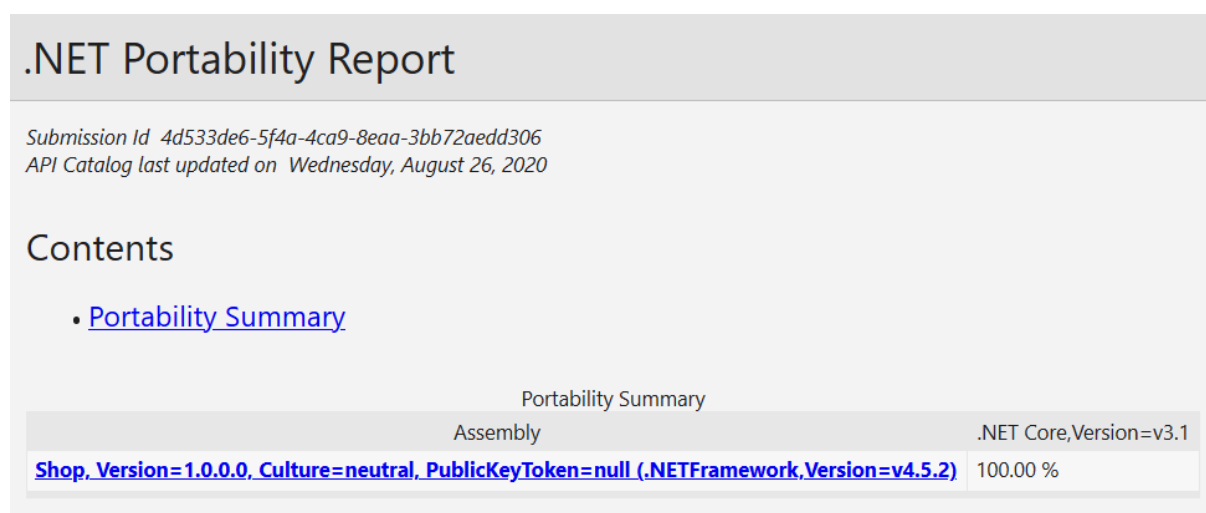 .NET Portability Report
Submission Id 4d533de6-5f4a-4ca9-8eaa-3bb72aedd306
API Catalog last updated on Wednesday, August 26, 2020
Contents
• Portability Summary
Portability Summary
Assembly .NET Core,Version=v3.1
Shop, Version=1.0.0.0, Culture=neutral, PublicKeyToken=null (.NETFramework,Version=v4.5.2) 100.00 %